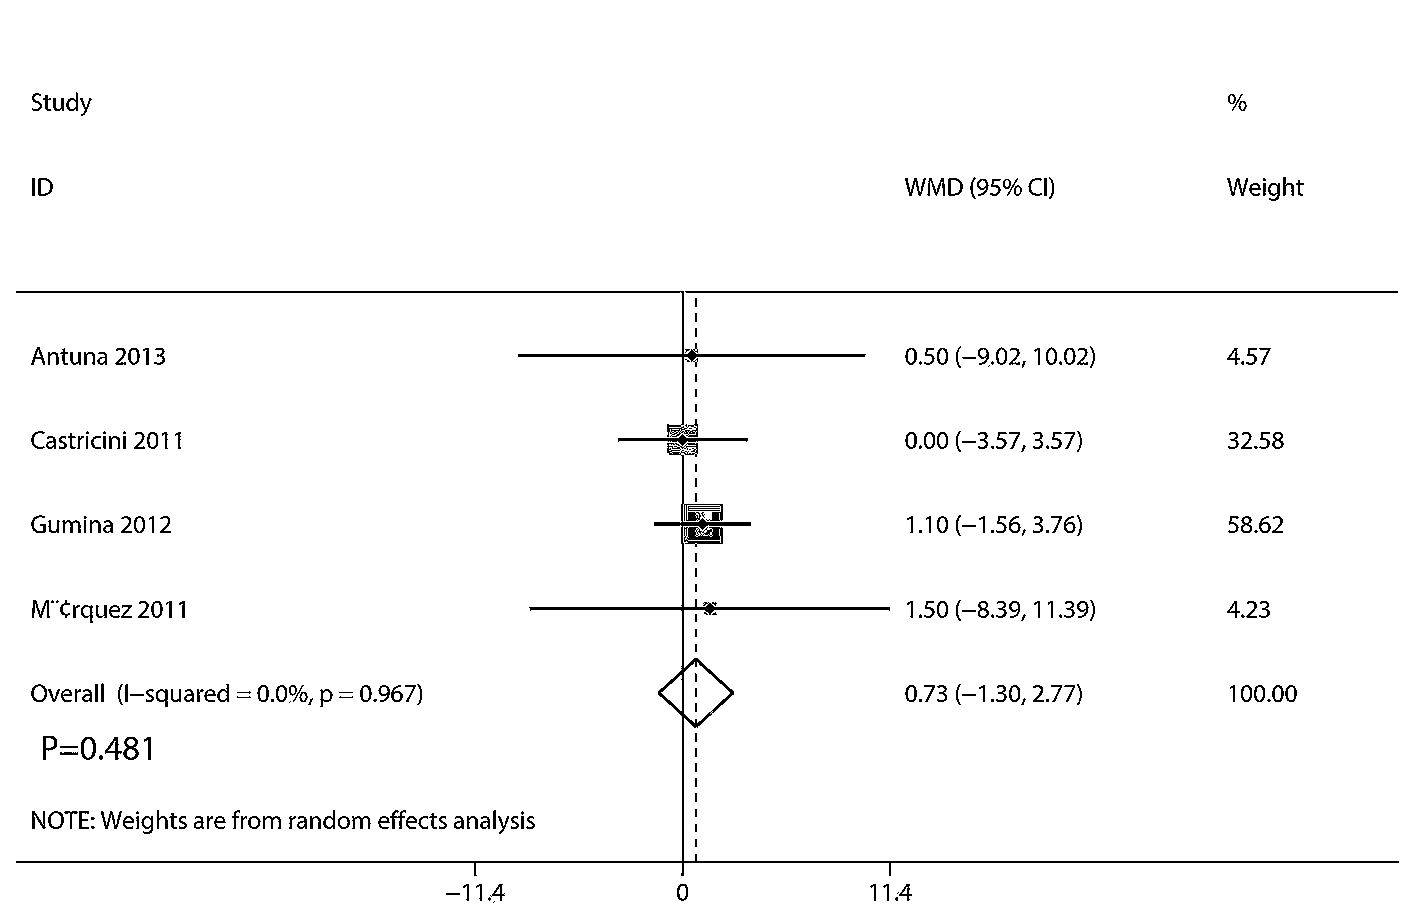 Study %
ID WMD (95% CI) Weight
Antuna 2013 0.50 (−9.02, 10.02) 4.57
Castricini 2011 0.00 (−3.57, 3.57) 32.58
Gumina 2012 1.10 (−1.56, 3.76) 58.62
M¨¢rquez 2011 1.50 (−8.39, 11.39) 4.23
Overall (I−squared = 0.0%, p = 0.967) 0.73 (−1.30, 2.77) 100.00
P=0.481
NOTE: Weights are from random effects analysis
−11.4 0 11.4